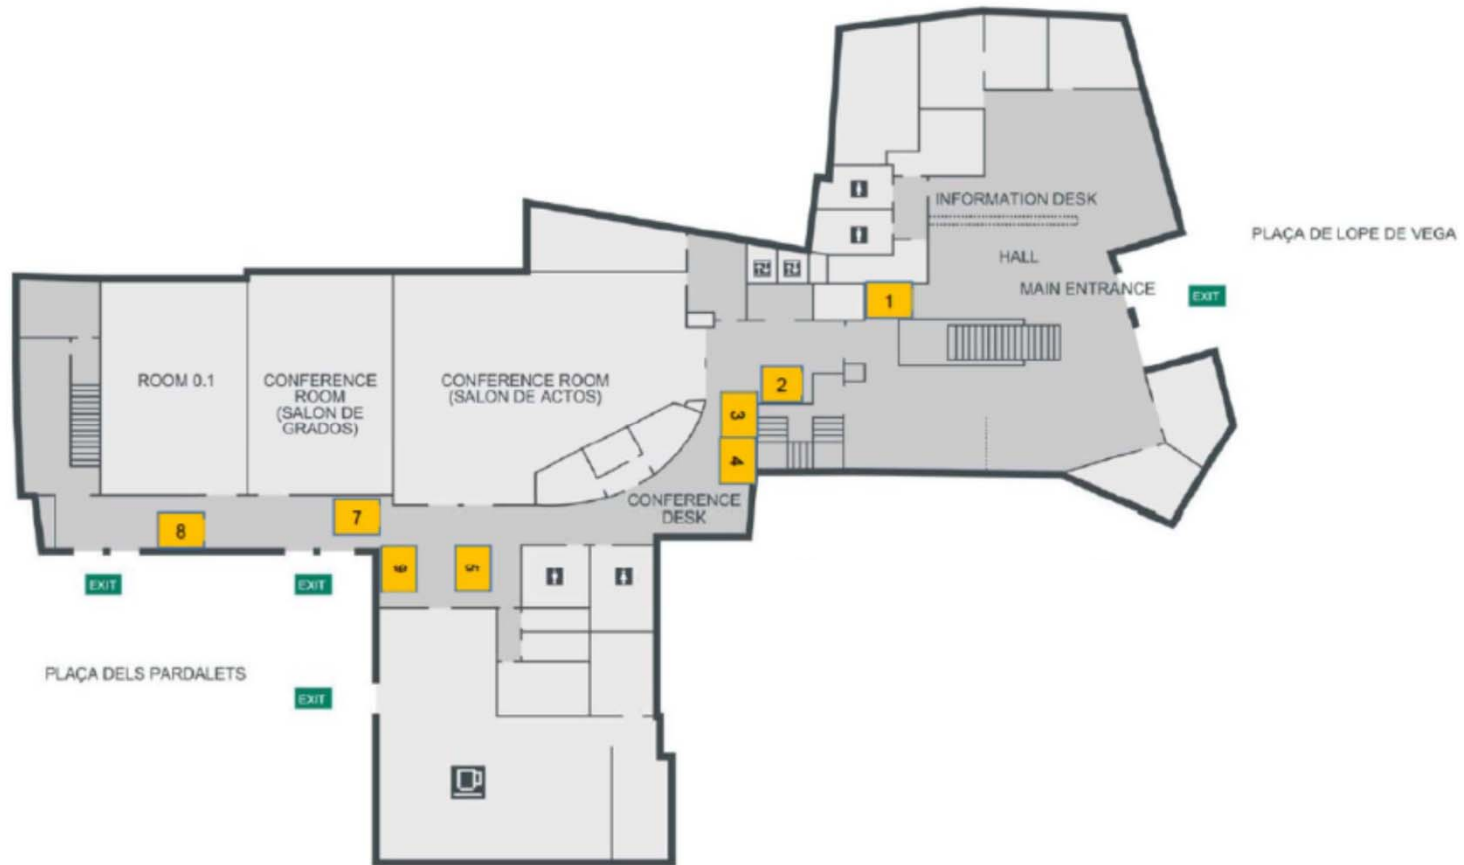 INFORMATION DESK
PLAÇA DE LOPE DE VEGA
HALL
MAIN ENTRANCE
EXIT
1
2
3
4
ROOM 0.1
CONFERENCE
ROOM
(SALON DE
GRADOS)
CONFERENCE ROOM
(SALON DE ACTOS)
CONFERENCE
DESK
7
8
6
5
EXIT
EXIT
PLAÇA DELS PARDALETS
EXIT